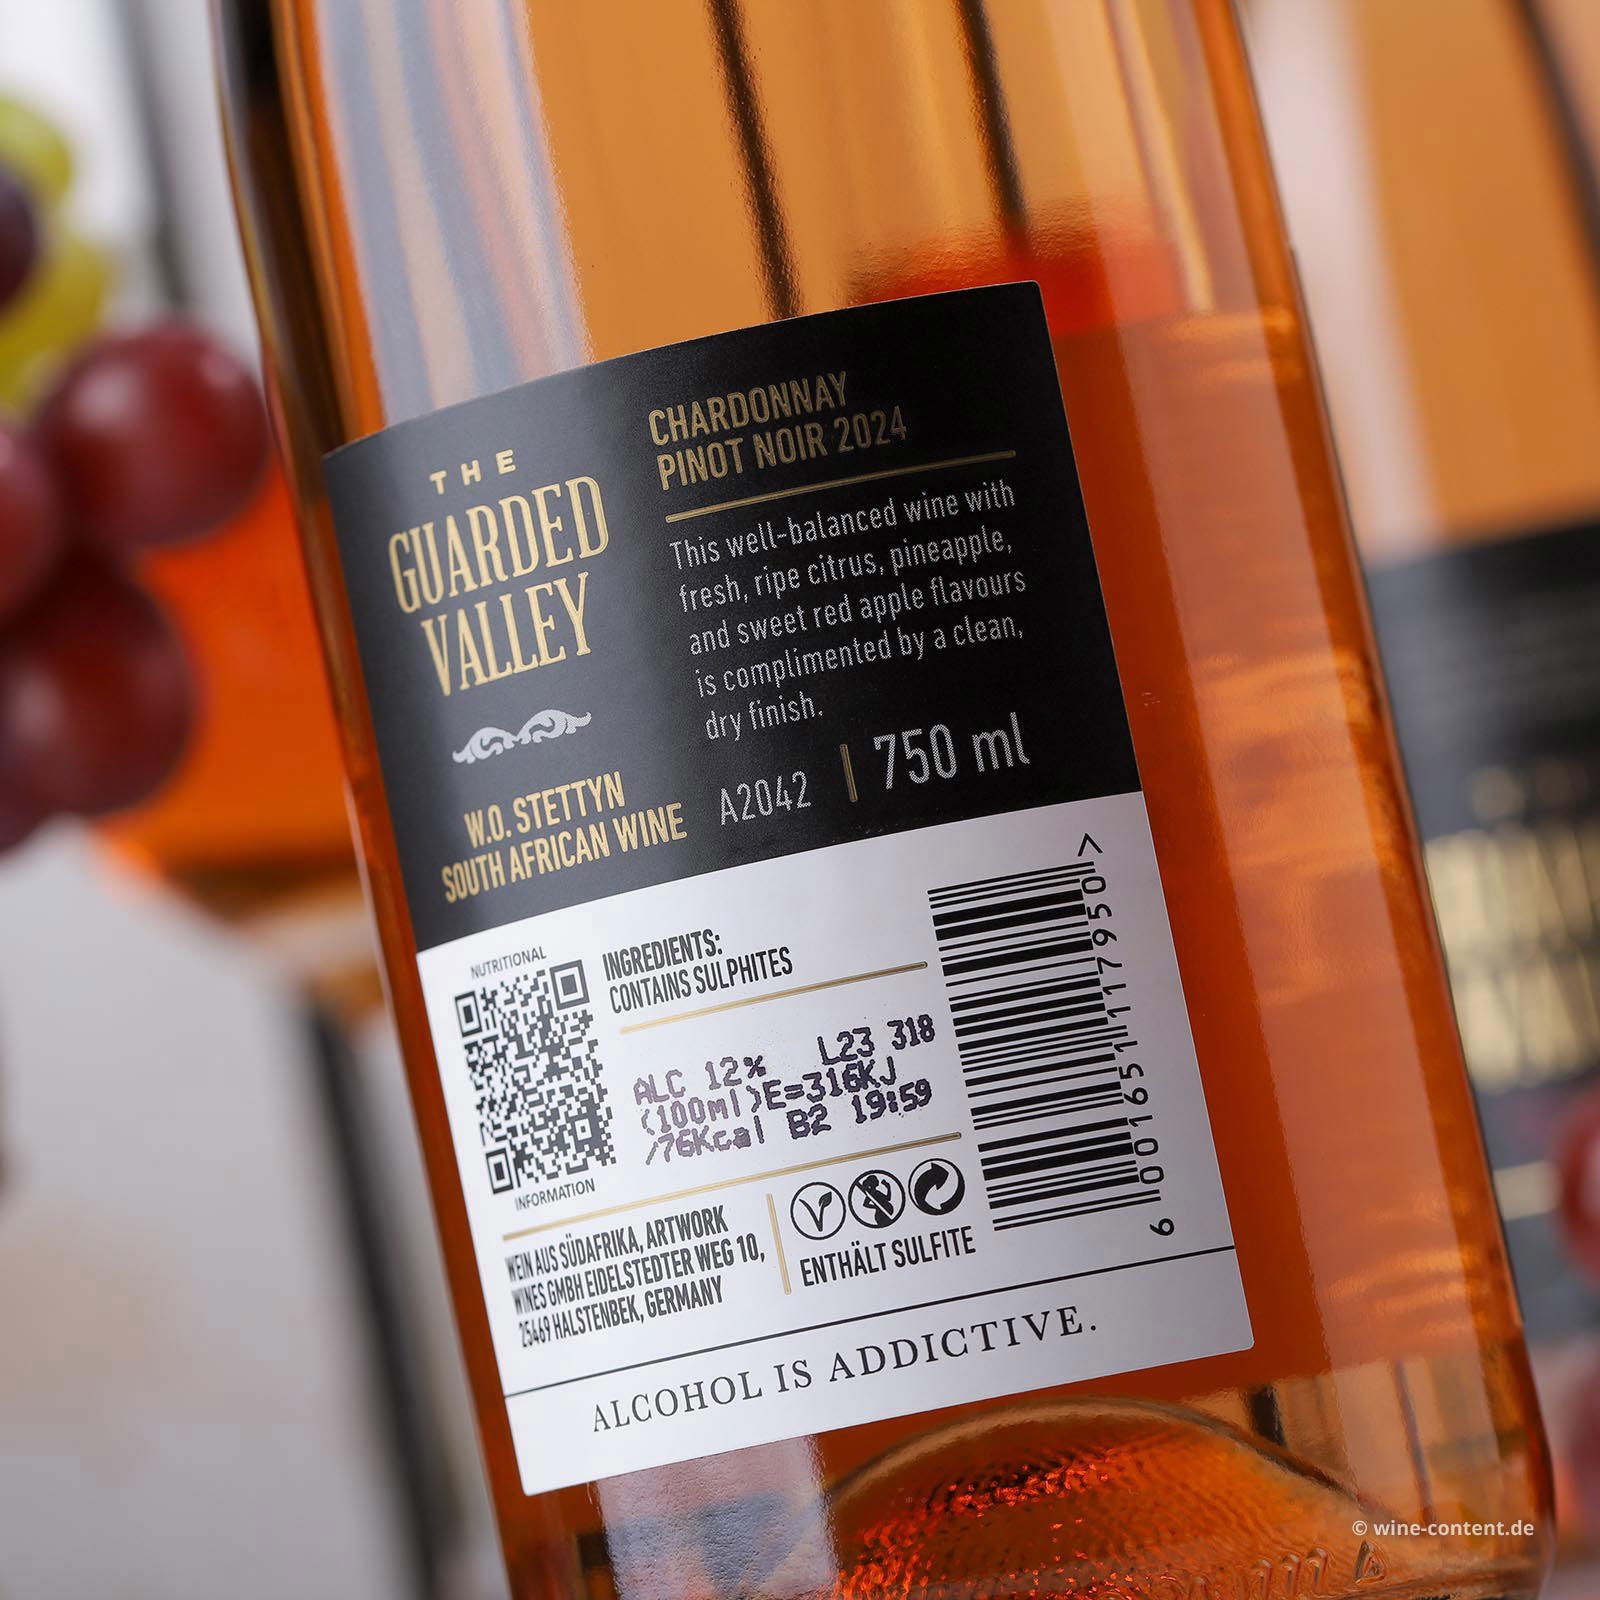 THE
GUARDED
VALLEY
W.O. STETTYN
SOUTH AFRICAN WINE
CHARDONNAY
PINOT NOIR 2024
This well-balanced wine with
fresh, ripe citrus, pineapple,
and sweet red apple flavours
is complimented by a clean,
dry finish.
A2042 | 750 ml
NUTRITIONAL
INFORMATION
INGREDIENTS:
CONTAINS SULPHITES
ALC 12% L23 318
(100ml)E=316KJ
/76Kcal B2 19:59
6 001651 117950 >
WEIN AUS SÜDAFRIKA, ARTWORK
WINES GMBH EIDELSTEDTER WEG 10,
25469 HALSTENBEK, GERMANY
ENTHÄLT SULFITE
ALCOHOL IS ADDICTIVE.
© wine-content.de